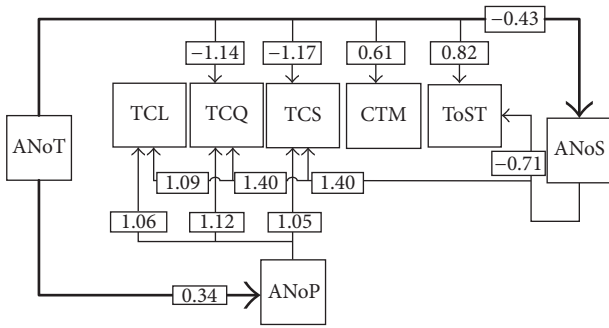 −0.43
−1.14 −1.17 0.61 0.82
TCL TCQ TCS CTM ToST
ANoT ANoS
−0.71
1.09 1.40 1.40
1.06 1.12 1.05
ANoP
0.34